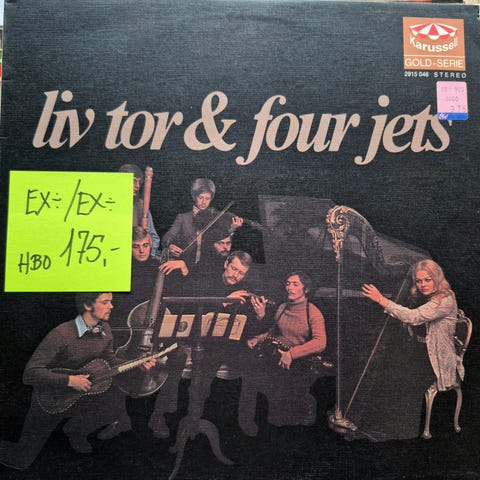 Karussell
GOLD-SERIE
2915 046 STEREO
liv tor & four jets
EX÷/EX÷
HBO 175,-